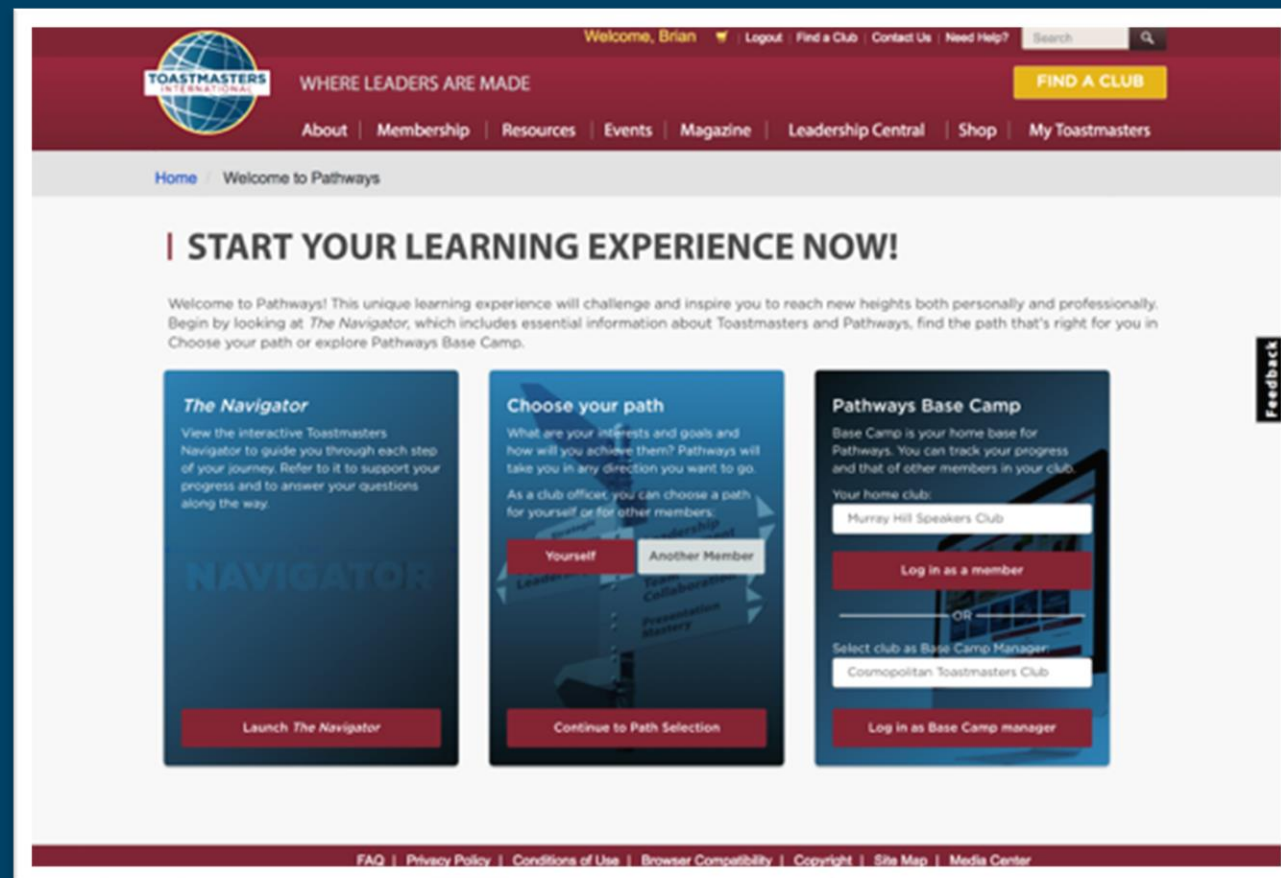 Welcome, Brian | Logout | Find a Club | Contact Us | Need Help? Search
TOASTMASTERS
INTERNATIONAL
WHERE LEADERS ARE MADE
FIND A CLUB
About | Membership | Resources | Events | Magazine | Leadership Central | Shop | My Toastmasters
Home / Welcome to Pathways
START YOUR LEARNING EXPERIENCE NOW!
Welcome to Pathways! This unique learning experience will challenge and inspire you to reach new heights both personally and professionally.
Begin by looking at The Navigator, which includes essential information about Toastmasters and Pathways, find the path that's right for you in
Choose your path or explore Pathways Base Camp.
Feedback
The Navigator
View the interactive Toastmasters
Navigator to guide you through each step
of your journey. Refer to it to support your
progress and to answer your questions
along the way.
NAVIGATOR
Launch The Navigator
Choose your path
What are your interests and goals and
how will you achieve them? Pathways will
take you in any direction you want to go.
As a club officer, you can choose a path
for yourself or for other members:
Yourself
Another Member
Team
Collaboration
Presentation
Mastery
Continue to Path Selection
Pathways Base Camp
Base Camp is your home base for
Pathways. You can track your progress
and that of other members in your club.
Your home club:
Murray Hill Speakers Club
Log in as a member
OR
Select club as Base Camp Manager:
Cosmopolitan Toastmasters Club
Log in as Base Camp manager
FAQ | Privacy Policy | Conditions of Use | Browser Compatibility | Copyright | Site Map | Media Center